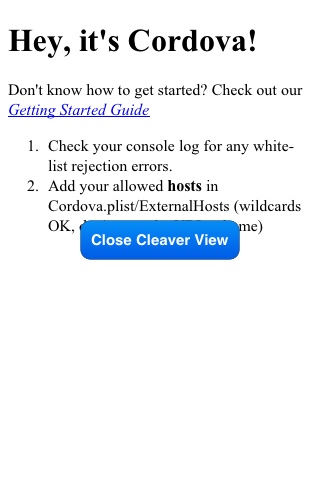 Hey, it's Cordova!
Don't know how to get started? Check out our
Getting Started Guide
1. Check your console log for any white-
list rejection errors.
2. Add your allowed hosts in
Cordova.plist/ExternalHosts (wildcards
OK,
Close Cleaver View